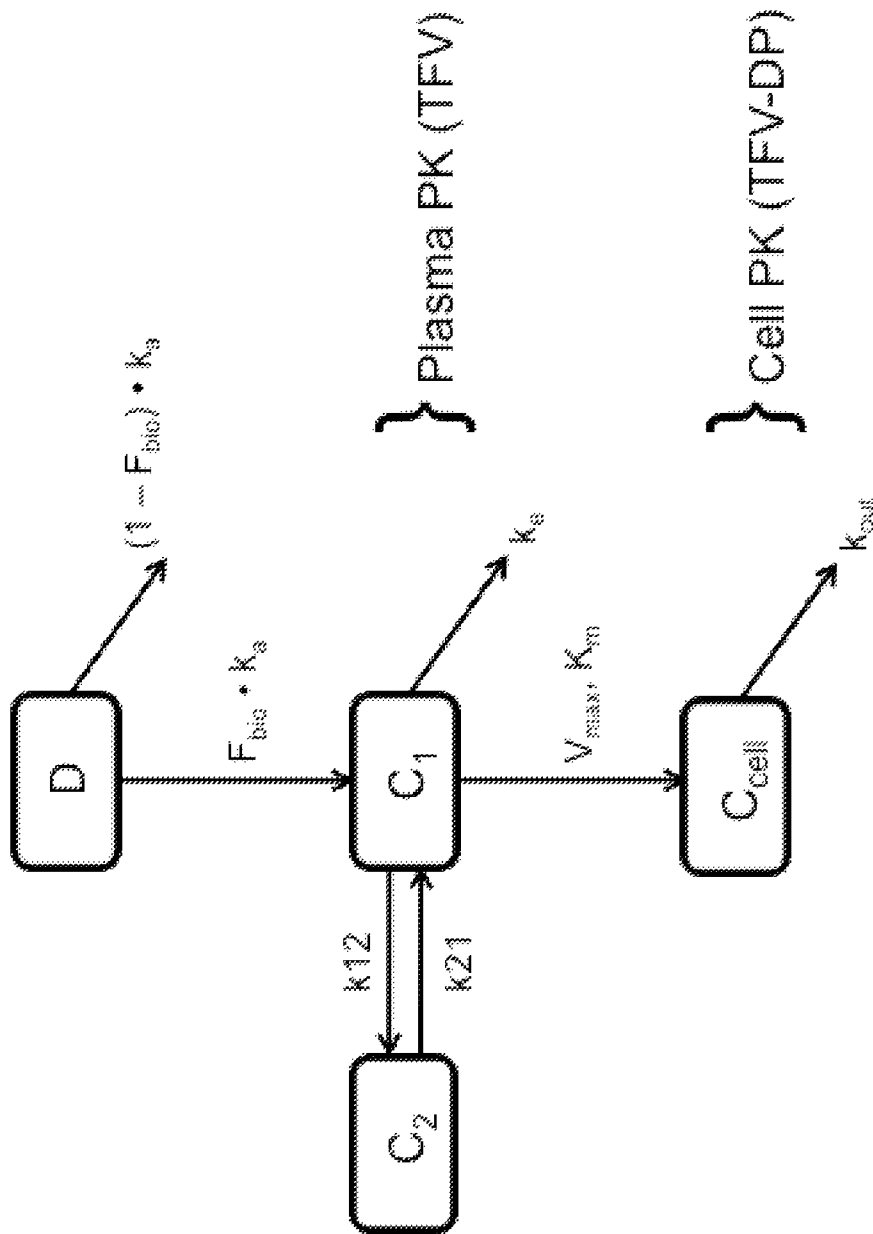 D
(1 – F_bio) • k_a
F_bio • k_a
C_2
k12
k21
C_1
k_e
Plasma PK (TFV)
V_max, K_m
C_cell
k_out
Cell PK (TFV-DP)